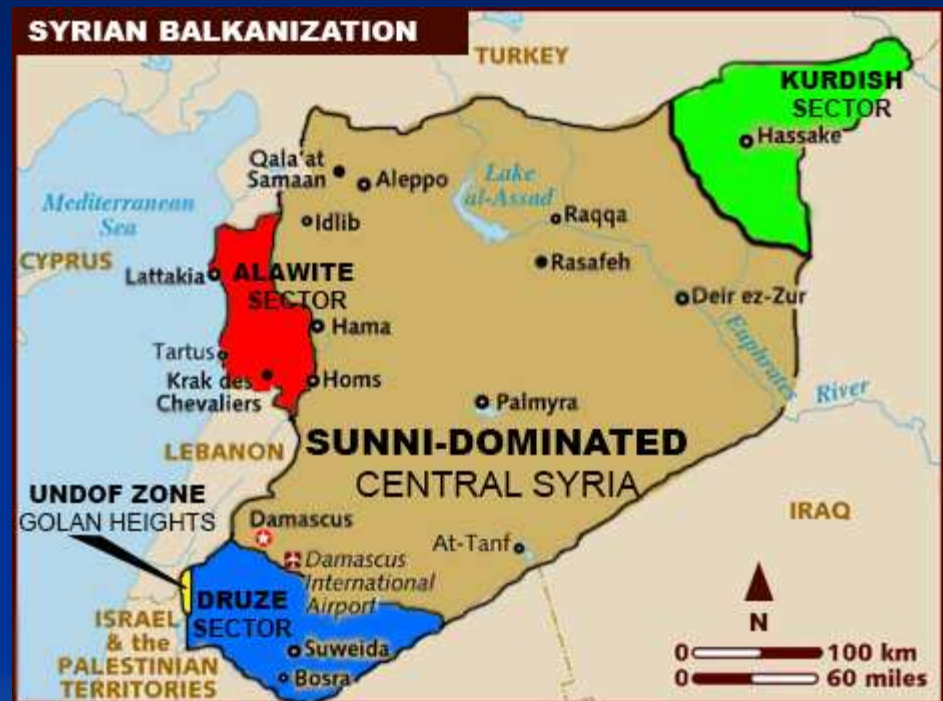 SYRIAN BALKANIZATION
TURKEY
KURDISH
SECTOR
Hassake
Qala'at
Samaan
Aleppo
Lake
al-Assad
Mediterranean
Sea
Idlib
Raqqa
CYPRUS
Lattakia
ALAWITE
SECTOR
Rasafeh
Deir ez-Zur
Hama
Tartus
Krak des
Chevaliers
Homs
Euphrates
River
Palmyra
LEBANON
SUNNI-DOMINATED
CENTRAL SYRIA
UNDOF ZONE
GOLAN HEIGHTS
IRAQ
Damascus
At-Tanf
Damascus
International
Airport
DRUZE
SECTOR
ISRAEL
& the
PALESTINIAN
TERRITORIES
Suweida
Bosra
N
0 100 km
0 60 miles